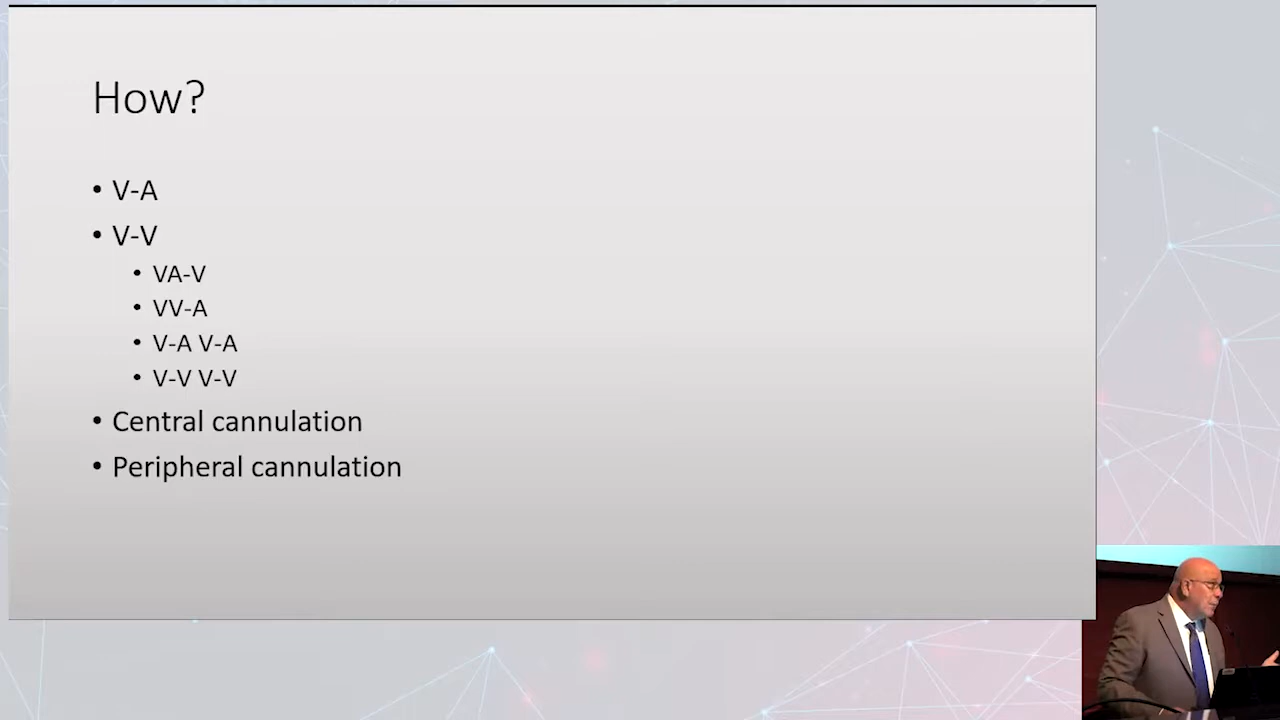 How?
• V-A
• V-V
• VA-V
• VV-A
• V-A V-A
• V-V V-V
• Central cannulation
• Peripheral cannulation